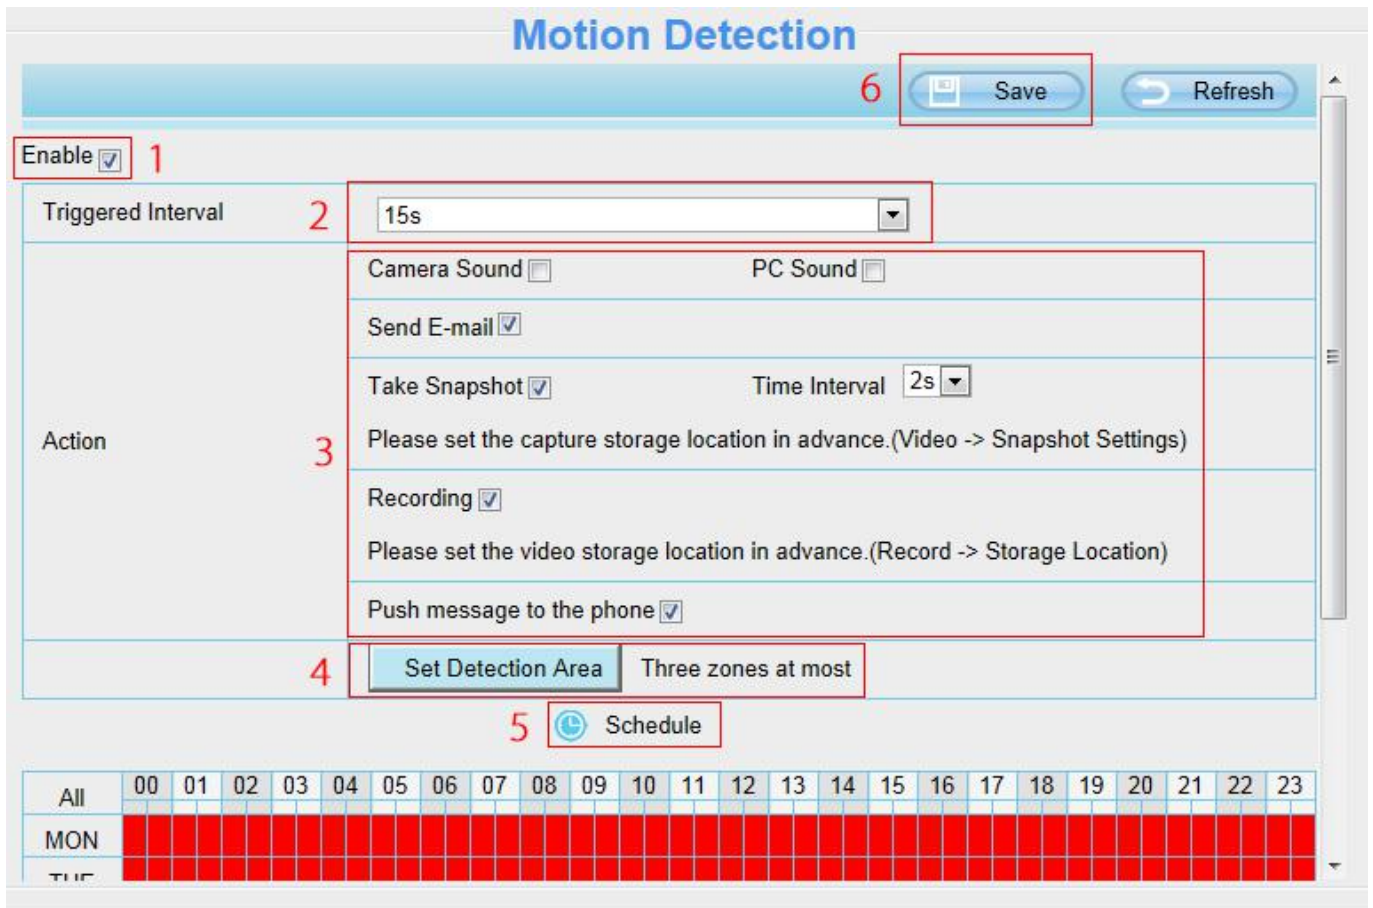 Motion Detection
6 Save Refresh
Enable 1
Triggered Interval 2 15s
Camera Sound PC Sound
Send E-mail
Take Snapshot Time Interval 2s
Action 3 Please set the capture storage location in advance.(Video -> Snapshot Settings)
Recording
Please set the video storage location in advance.(Record -> Storage Location)
Push message to the phone
4 Set Detection Area Three zones at most
5 Schedule
All 00 01 02 03 04 05 06 07 08 09 10 11 12 13 14 15 16 17 18 19 20 21 22 23
MON
TUE